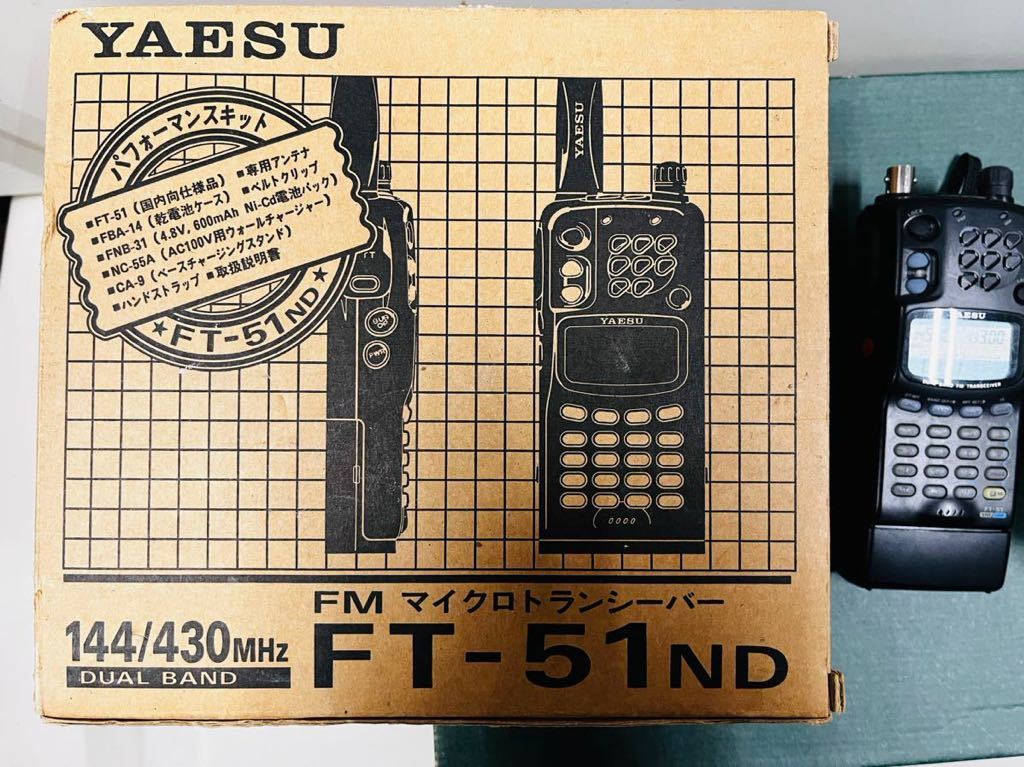 YAESU
パフォーマンスキット
■FT-51（国内向仕様品） ■専用アンテナ
■FBA-14（乾電池ケース） ■ベルトクリップ
■FNB-31（4.8V, 600mAh Ni-Cd電池パック）
■NC-55A（AC100V用ウォールチャージャー）
■CA-9（ベースチャージングスタンド）
■ハンドストラップ ■取扱説明書
★FT-51ND★
YAESU
YAESU
PWR
FM マイクロトランシーバー
144/430MHz
DUAL BAND
FT-51ND
YAESU
FM TRANSCEIVER
FT-51